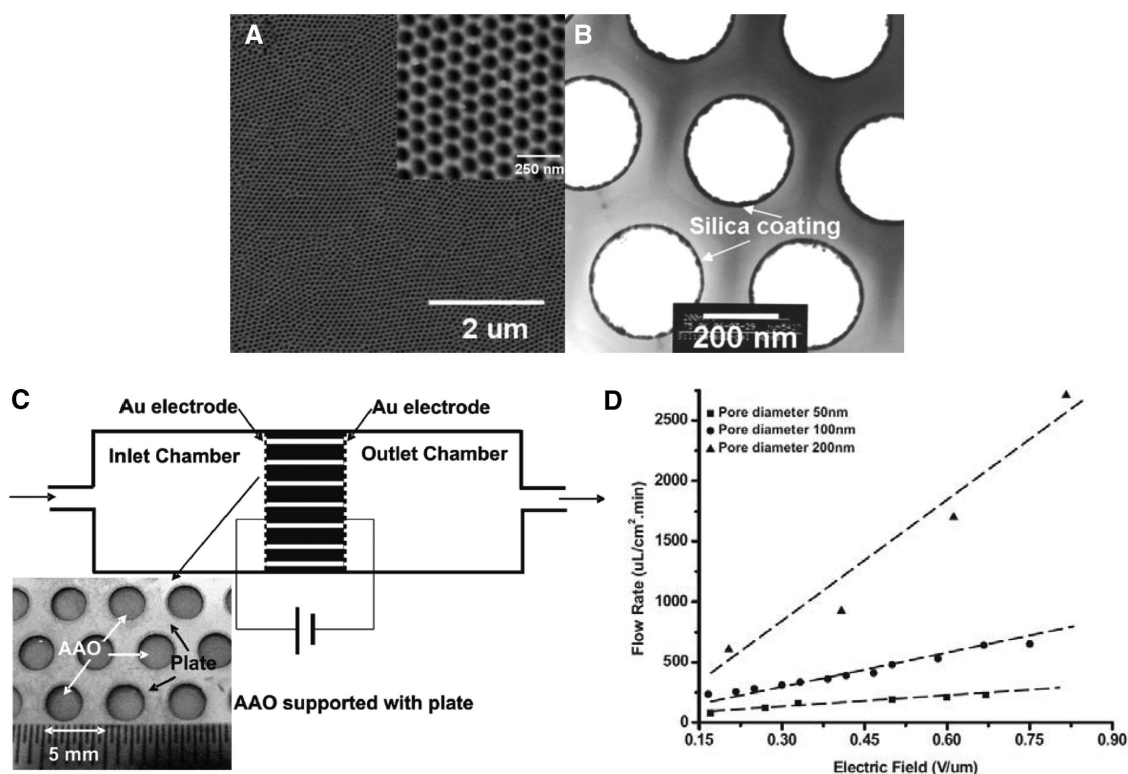 A
250 nm
2 um
B
Silica coating
200 nm
C
Au electrode
Au electrode
Inlet Chamber
Outlet Chamber
AAO
Plate
5 mm
AAO supported with plate
D
Pore diameter 50nm
Pore diameter 100nm
Pore diameter 200nm
Flow Rate (uL/cm².min)
2500
2500
1500
500
250
0
0.15
0.30
0.45
0.60
0.75
0.90
Electric Field (V/um)